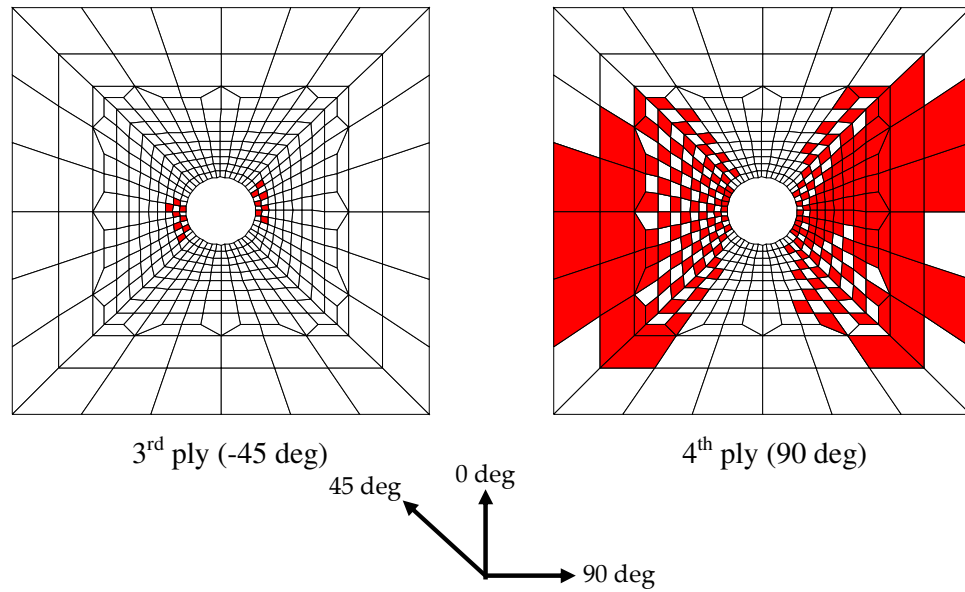 3rd ply (-45 deg)
4th ply (90 deg)
45 deg
0 deg
90 deg